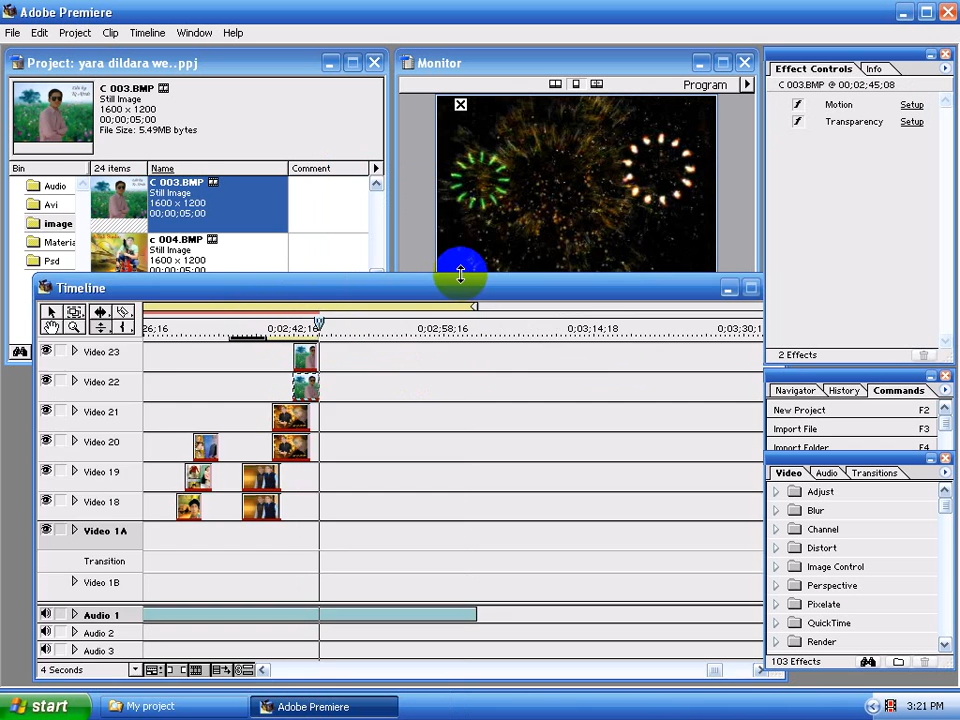 Adobe Premiere
File Edit Project Clip Timeline Window Help
Project: yara dildara we..ppj
C 003.BMP
Still Image
1600 x 1200
00;00;05;00
File Size: 5.49MB bytes
Bin 24 items Name Comment
Audio
Avi
image
Materia
Psd
C 003.BMP
Still Image
1600 x 1200
00;00;05;00
c 004.BMP
Still Image
1600 x 1200
00;00;05;00
Monitor
Program
Effect Controls Info
C 003.BMP @ 00;02;45;08
Motion Setup
Transparency Setup
2 Effects
Navigator History Commands
New Project F2
Import File F3
Import Folder F4
Video Audio Transitions
Adjust
Blur
Channel
Distort
Image Control
Perspective
Pixelate
QuickTime
Render
103 Effects
Timeline
26;16 0;02;42;16 0;02;58;16 0;03;14;18 0;03;30;1
Video 23
Video 22
Video 21
Video 20
Video 19
Video 18
Video 1A
Transition
Video 1B
Audio 1
Audio 2
Audio 3
4 Seconds
start My project Adobe Premiere 3:21 PM